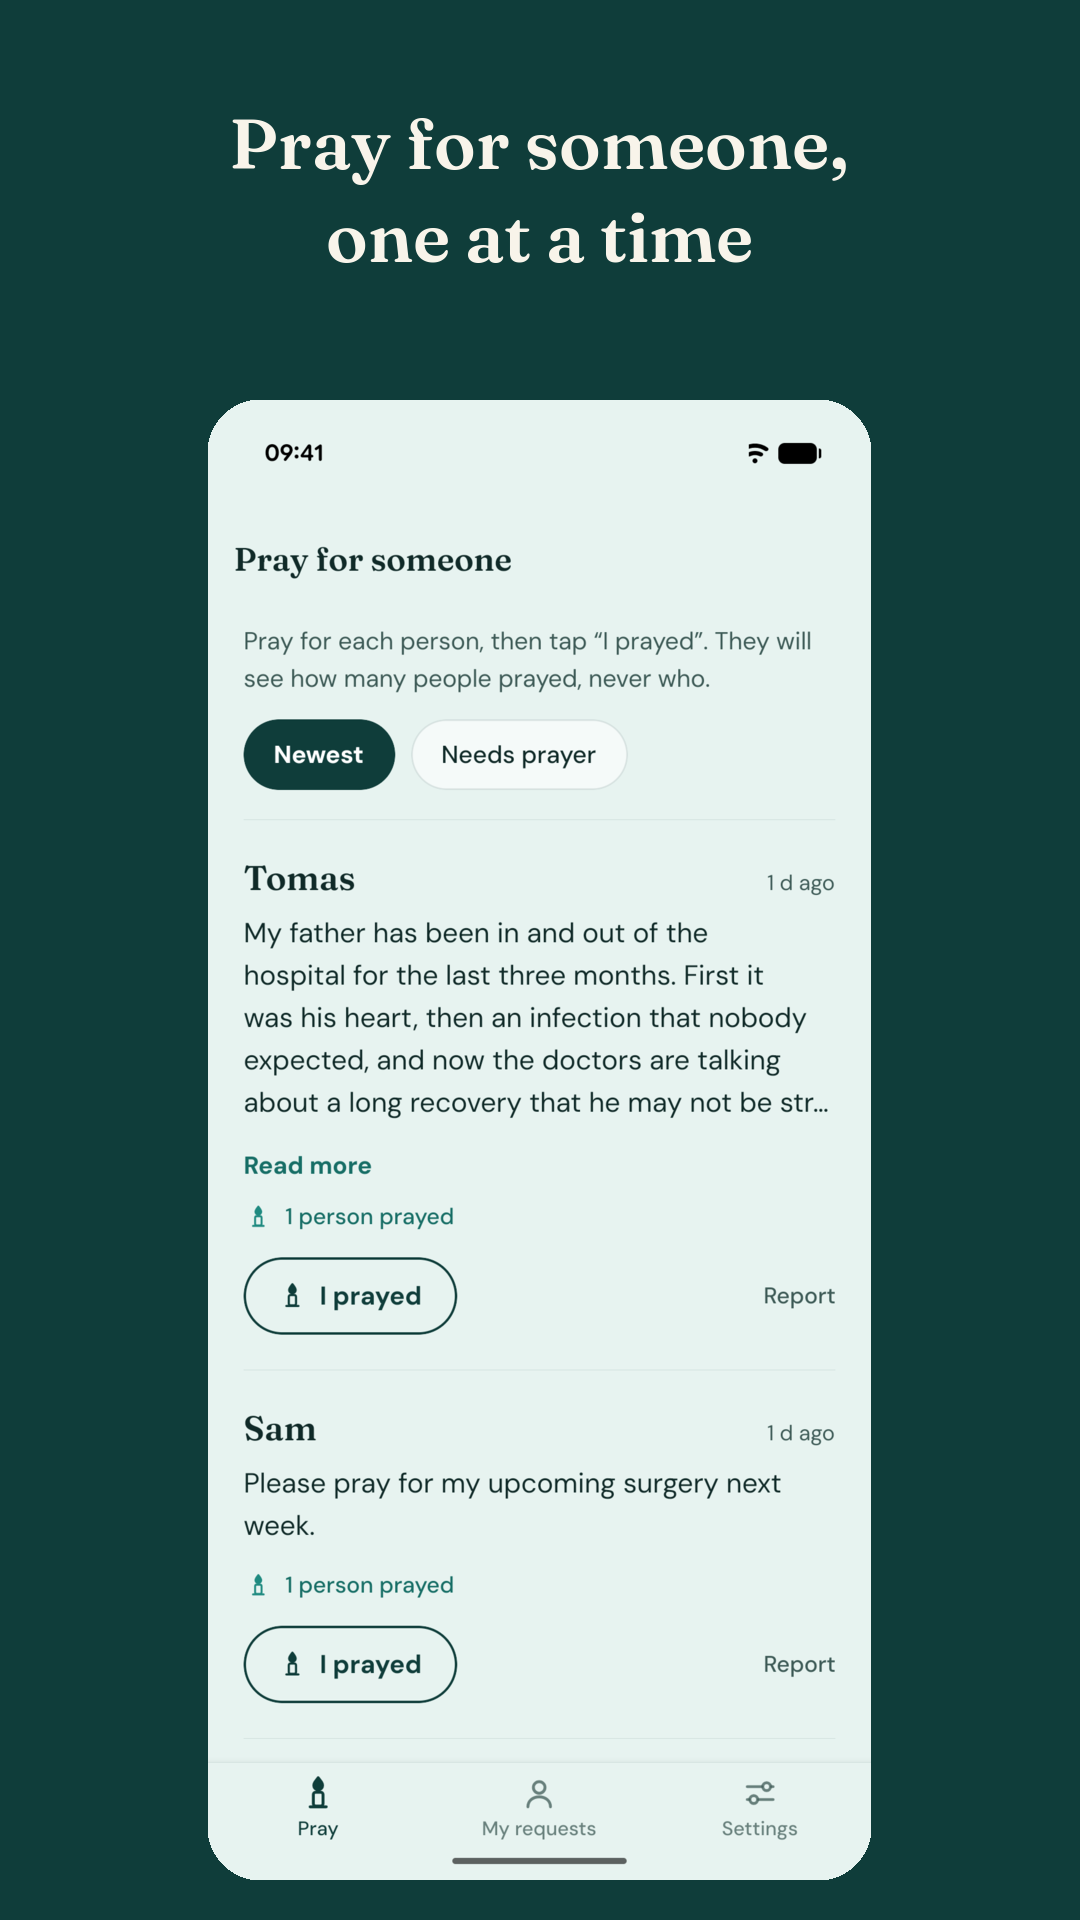 Pray for someone,
one at a time
09:41
Pray for someone
Pray for each person, then tap “I prayed”. They will
see how many people prayed, never who.
Newest
Needs prayer
Tomas
1 d ago
My father has been in and out of the
hospital for the last three months. First it
was his heart, then an infection that nobody
expected, and now the doctors are talking
about a long recovery that he may not be str...
Read more
1 person prayed
I prayed
Report
Sam
1 d ago
Please pray for my upcoming surgery next
week.
1 person prayed
I prayed
Report
Pray
My requests
Settings